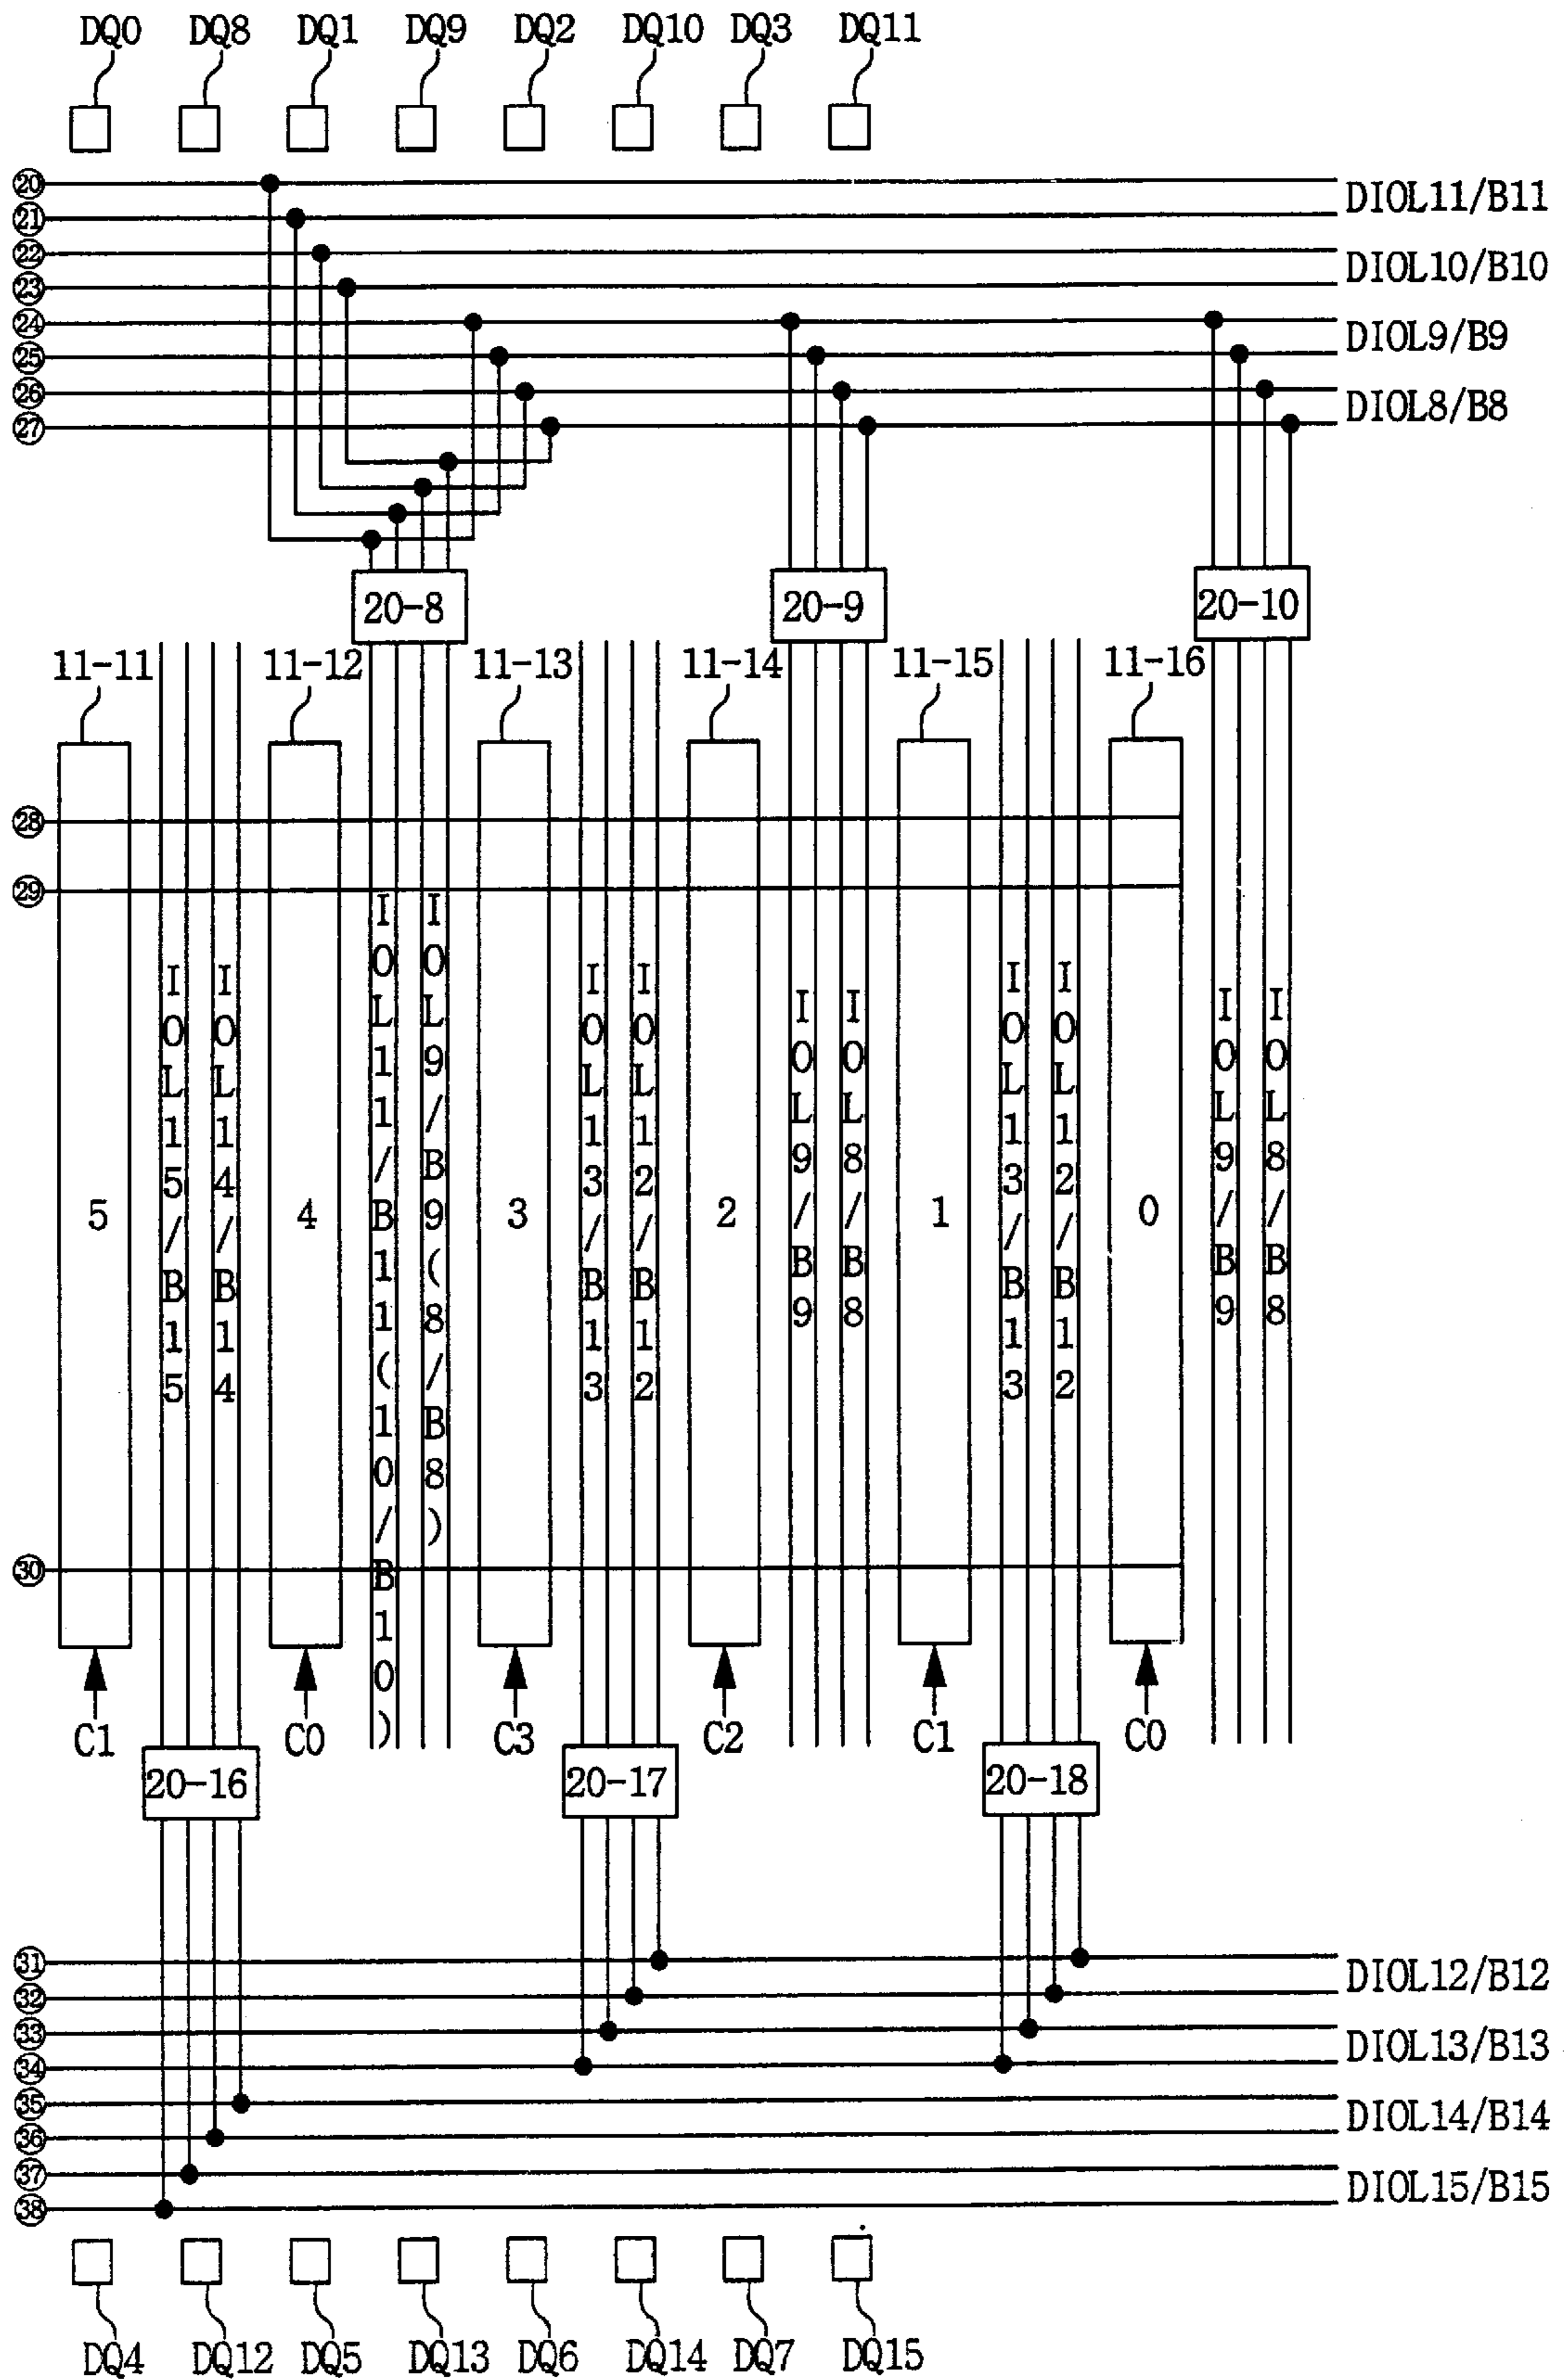 DQ0 DQ8 DQ1 DQ9 DQ2 DQ10 DQ3 DQ11
⑳
DIOL11/B11
㉑
㉒
DIOL10/B10
㉓
㉔
DIOL9/B9
㉕
㉖
DIOL8/B8
㉗
20-8 20-9 20-10
11-11 11-12 11-13 11-14 11-15 11-16
㉘
㉙
IOL15/B15
IOL14/B14
IOL11/B11(10/B10)
IOL9/B9(8/B8)
IOL13/B13
IOL12/B12
IOL9/B9
IOL8/B8
IOL13/B13
IOL12/B12
IOL9/B9
IOL8/B8
5 4 3 2 1 0
㉚
C1 C0 C3 C2 C1 C0
20-16 20-17 20-18
㉛
DIOL12/B12
㉜
㉝
DIOL13/B13
㉞
㉟
DIOL14/B14
㊱
㊲
DIOL15/B15
㊳
DQ4 DQ12 DQ5 DQ13 DQ6 DQ14 DQ7 DQ15